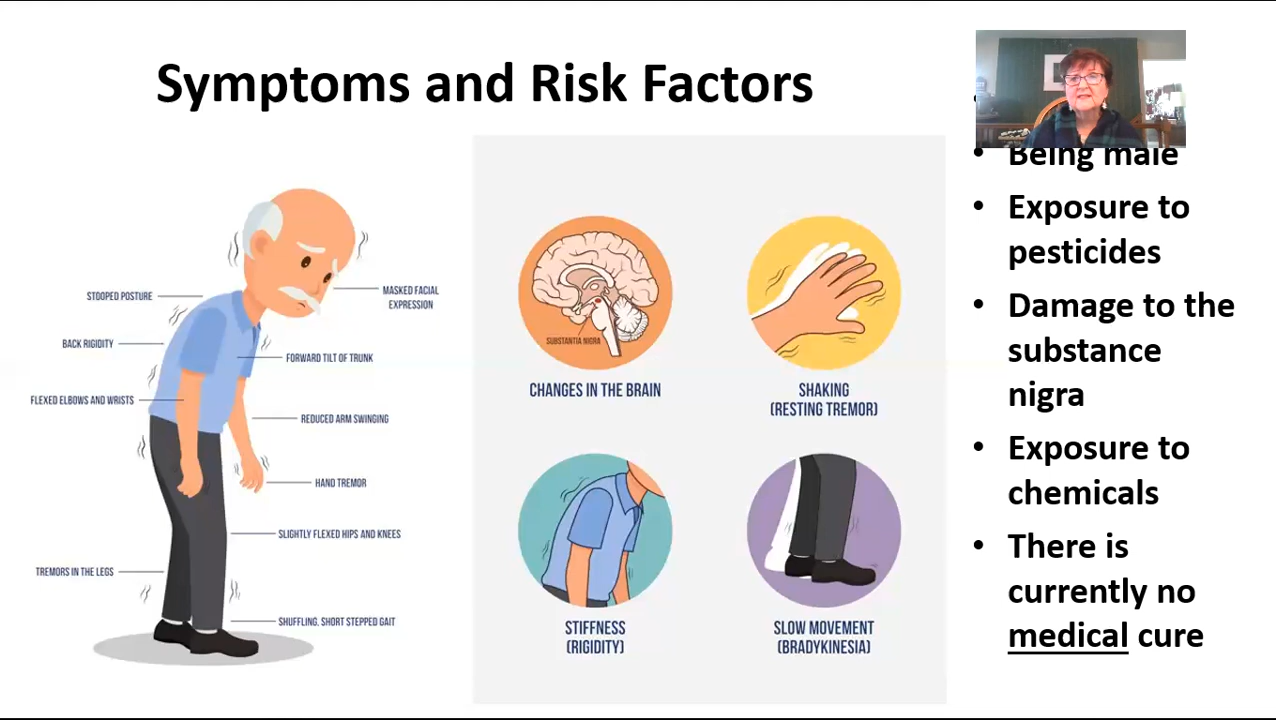 Symptoms and Risk Factors
STOOPED POSTURE
MASKED FACIAL
EXPRESSION
BACK RIGIDITY
FORWARD TILT OF TRUNK
FLEXED ELBOWS AND WRISTS
REDUCED ARM SWINGING
HAND TREMOR
SLIGHTLY FLEXED HIPS AND KNEES
TREMORS IN THE LEGS
SHUFFLING, SHORT STEPPED GAIT
SUBSTANTIA NIGRA
CHANGES IN THE BRAIN
SHAKING
(RESTING TREMOR)
STIFFNESS
(RIGIDITY)
SLOW MOVEMENT
(BRADYKINESIA)
• Being male
• Exposure to
pesticides
• Damage to the
substance
nigra
• Exposure to
chemicals
• There is
currently no
medical cure